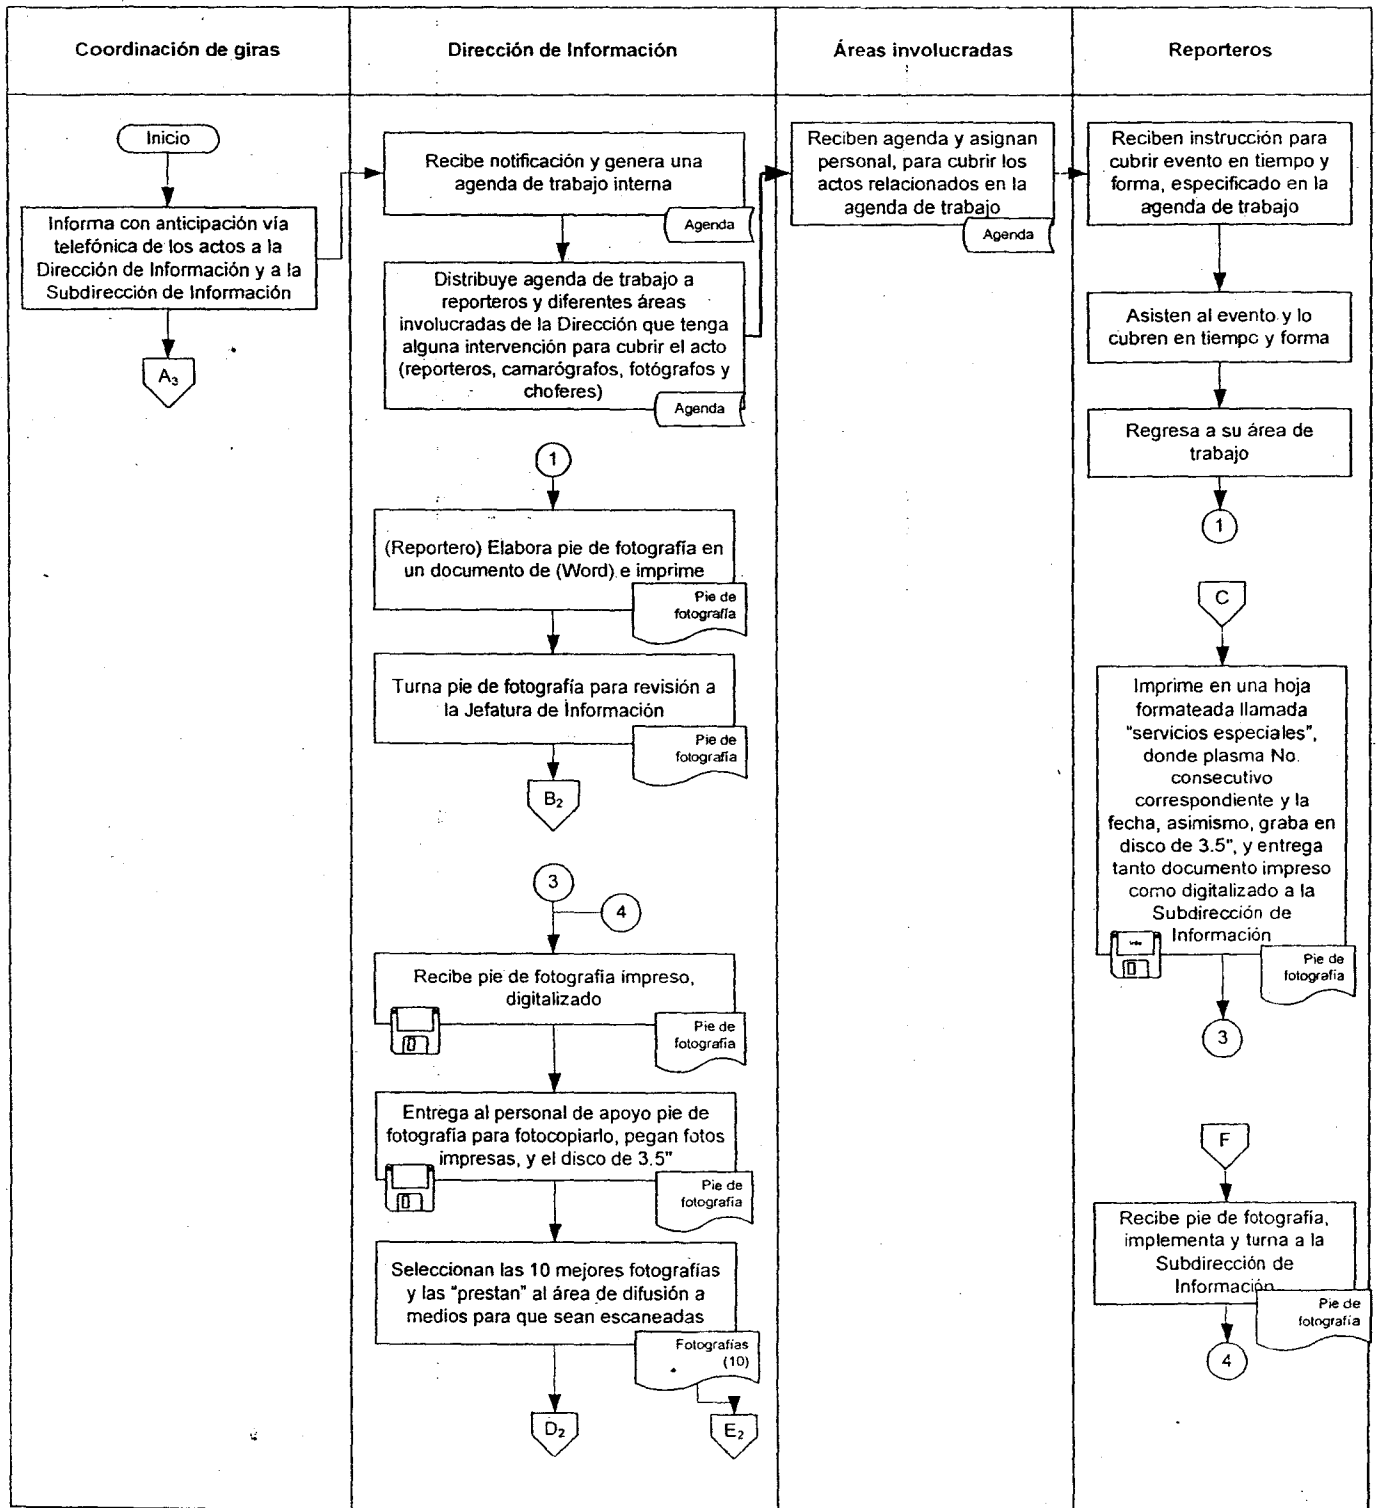 Coordinación de giras
Dirección de Información
Áreas involucradas
Reporteros
Inicio
Informa con anticipación vía
telefónica de los actos a la
Dirección de Información y a la
Subdirección de Información
A₃
Recibe notificación y genera una
agenda de trabajo interna
Agenda
Distribuye agenda de trabajo a
reporteros y diferentes áreas
involucradas de la Dirección que tenga
alguna intervención para cubrir el acto
(reporteros, camarógrafos, fotógrafos y
choferes)
Agenda
1
(Reportero) Elabora pie de fotografía en
un documento de (Word) e imprime
Pie de
fotografía
Turna pie de fotografía para revisión a
la Jefatura de Información
Pie de
fotografía
B₂
3
4
Recibe pie de fotografía impreso,
digitalizado
Pie de
fotografía
Entrega al personal de apoyo pie de
fotografía para fotocopiarlo, pegan fotos
impresas, y el disco de 3.5"
Pie de
fotografía
Seleccionan las 10 mejores fotografías
y las "prestan" al área de difusión a
medios para que sean escaneadas
Fotografías
(10)
D₂
E₂
Reciben agenda y asignan
personal, para cubrir los
actos relacionados en la
agenda de trabajo
Agenda
Reciben instrucción para
cubrir evento en tiempo y
forma, especificado en la
agenda de trabajo
Asisten al evento y lo
cubren en tiempo y forma
Regresa a su área de
trabajo
1
C
Imprime en una hoja
formateada llamada
"servicios especiales",
donde plasma No.
consecutivo
correspondiente y la
fecha, asimismo, graba en
disco de 3.5", y entrega
tanto documento impreso
como digitalizado a la
Subdirección de
Información
Pie de
fotografía
3
F
Recibe pie de fotografía,
implementa y turna a la
Subdirección de
Información
Pie de
fotografía
4